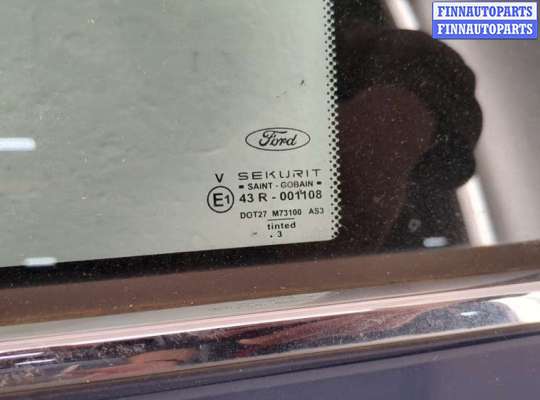 FINNAUTOPARTS
FINNAUTOPARTS
Ford
V SEKURIT
SAINT - GOBAIN
E1 43 R - 001108
DOT27 M73100 AS3
tinted
. 3